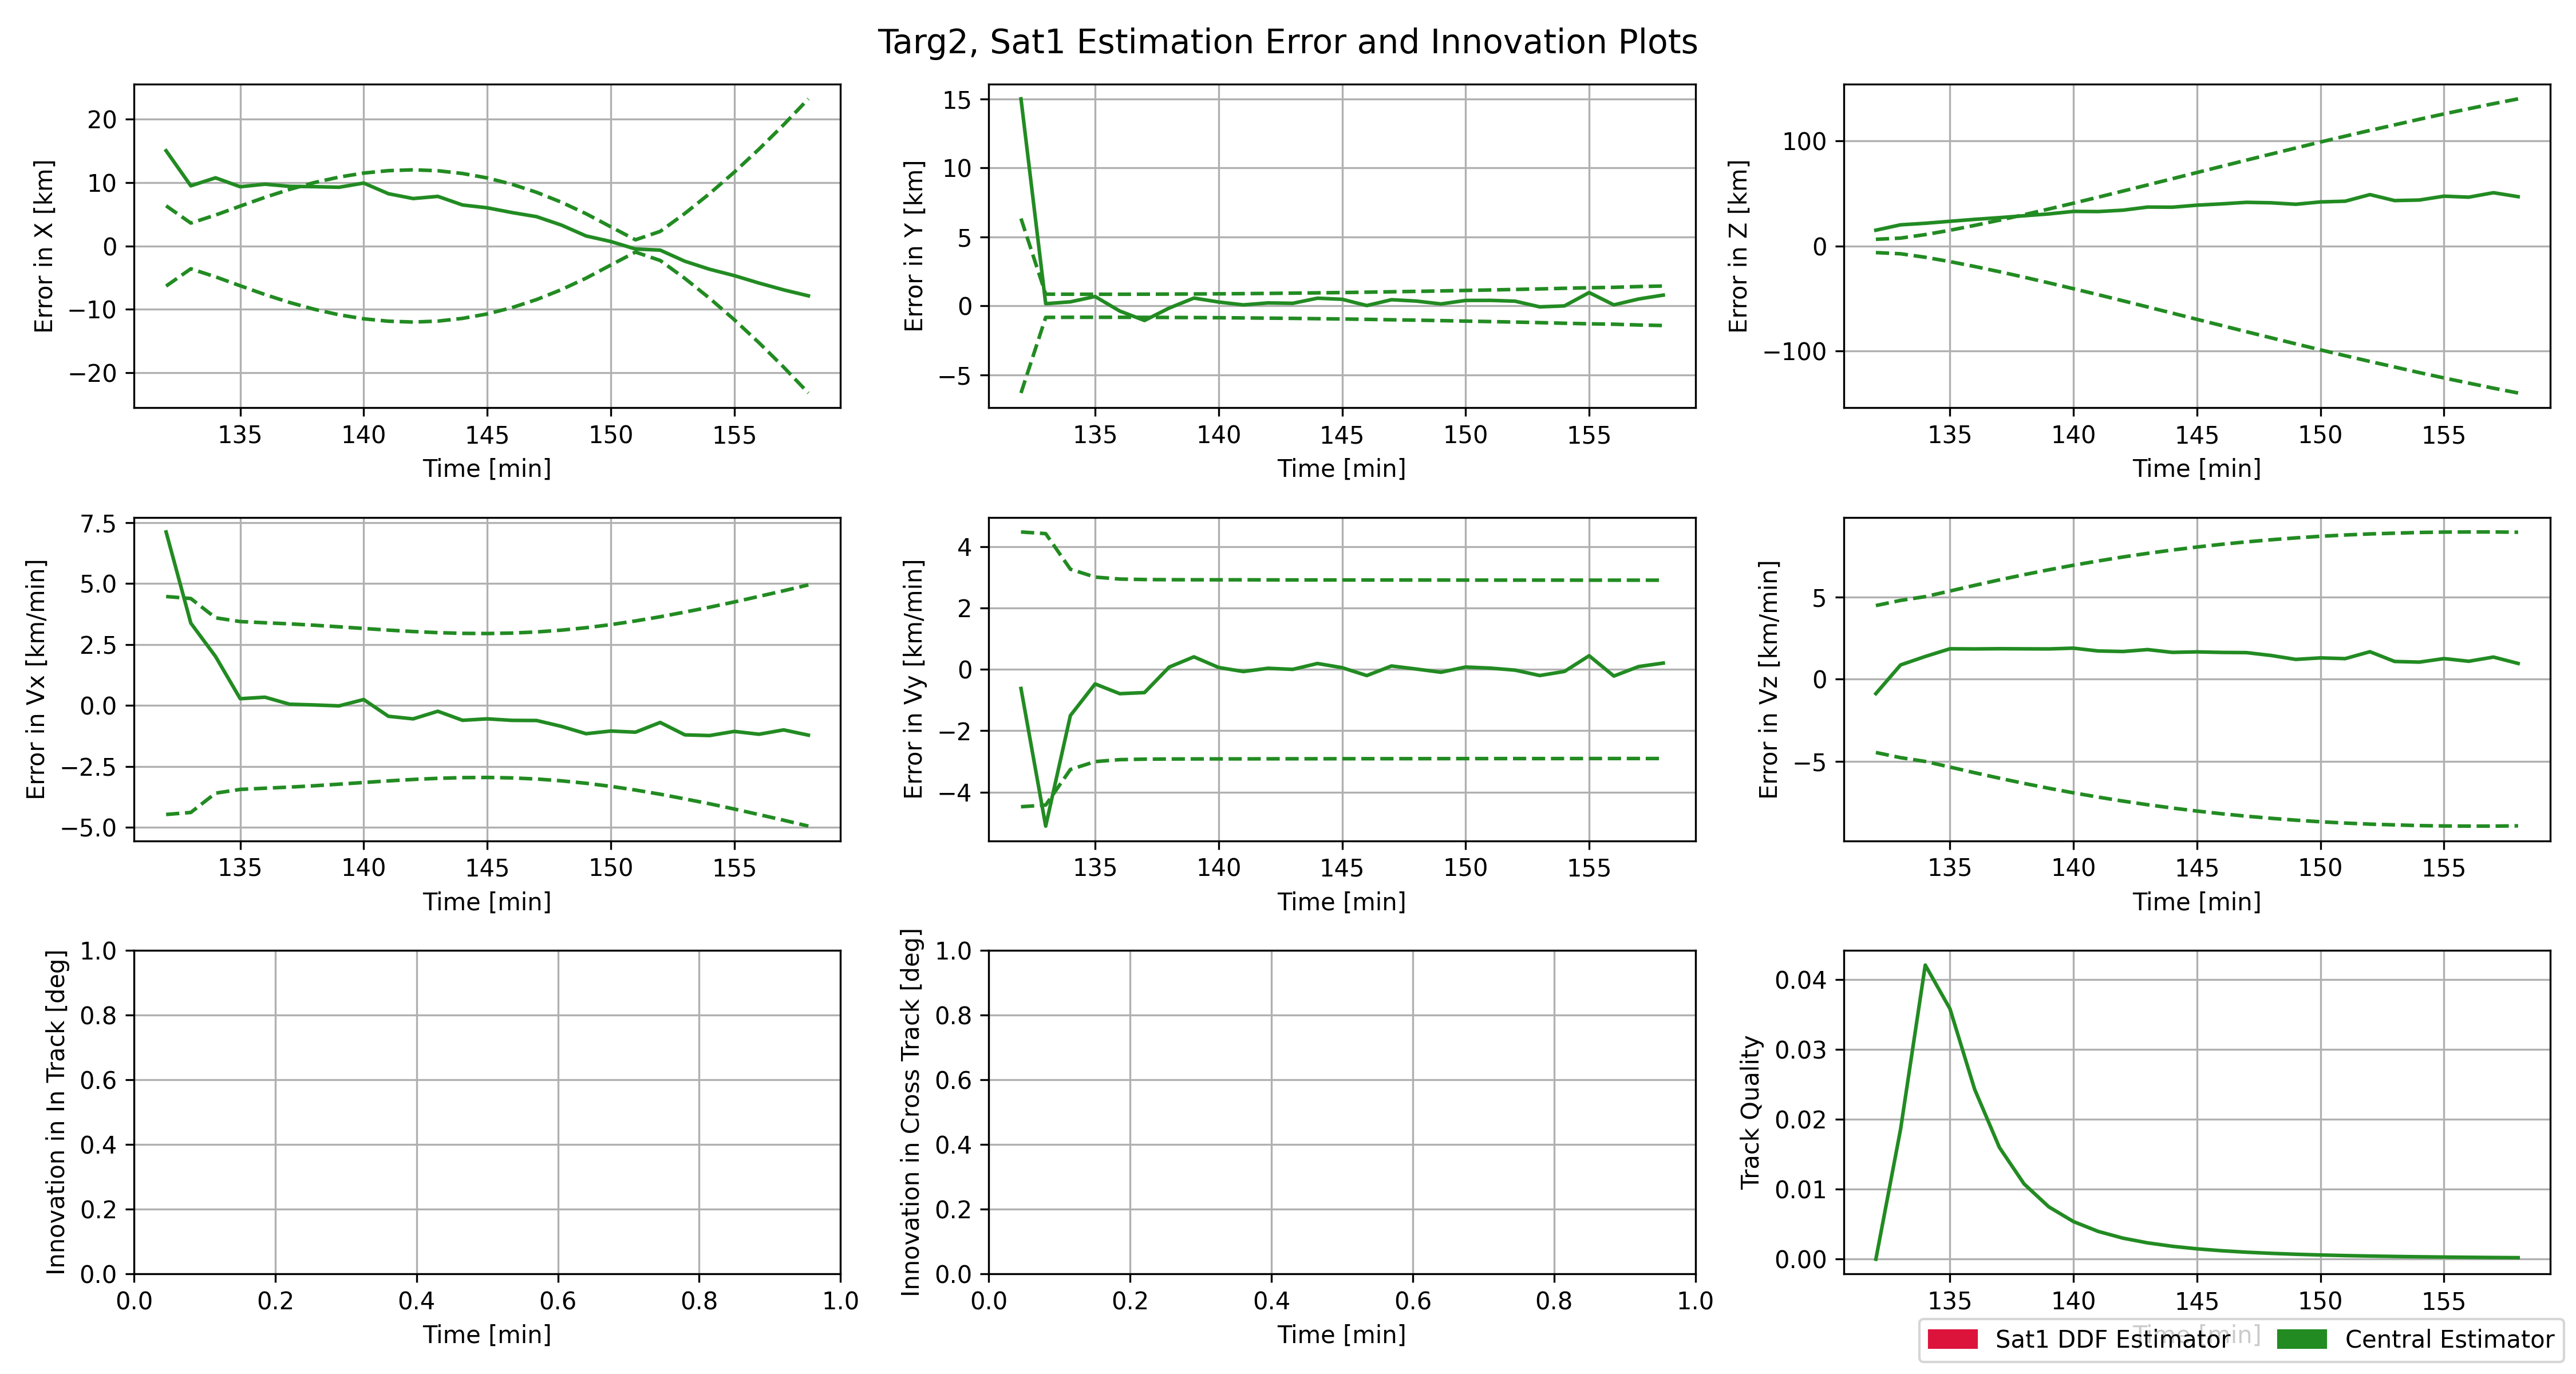 Targ2, Sat1 Estimation Error and Innovation Plots
Error in X [km]
20
10
0
−10
−20
135 140 145 150 155
Time [min]
Error in Y [km]
15
10
5
0
−5
135 140 145 150 155
Time [min]
Error in Z [km]
100
0
−100
135 140 145 150 155
Time [min]
Error in Vx [km/min]
7.5
5.0
2.5
0.0
−2.5
−5.0
135 140 145 150 155
Time [min]
Error in Vy [km/min]
4
2
0
−2
−4
135 140 145 150 155
Time [min]
Error in Vz [km/min]
5
0
−5
135 140 145 150 155
Time [min]
Innovation in In Track [deg]
1.0
0.8
0.6
0.4
0.2
0.0
0.0 0.2 0.4 0.6 0.8 1.0
Time [min]
Innovation in Cross Track [deg]
1.0
0.8
0.6
0.4
0.2
0.0
0.0 0.2 0.4 0.6 0.8 1.0
Time [min]
Track Quality
0.04
0.03
0.02
0.01
0.00
135 140 145 150 155
Time [min]
Sat1 DDF Estimator Central Estimator